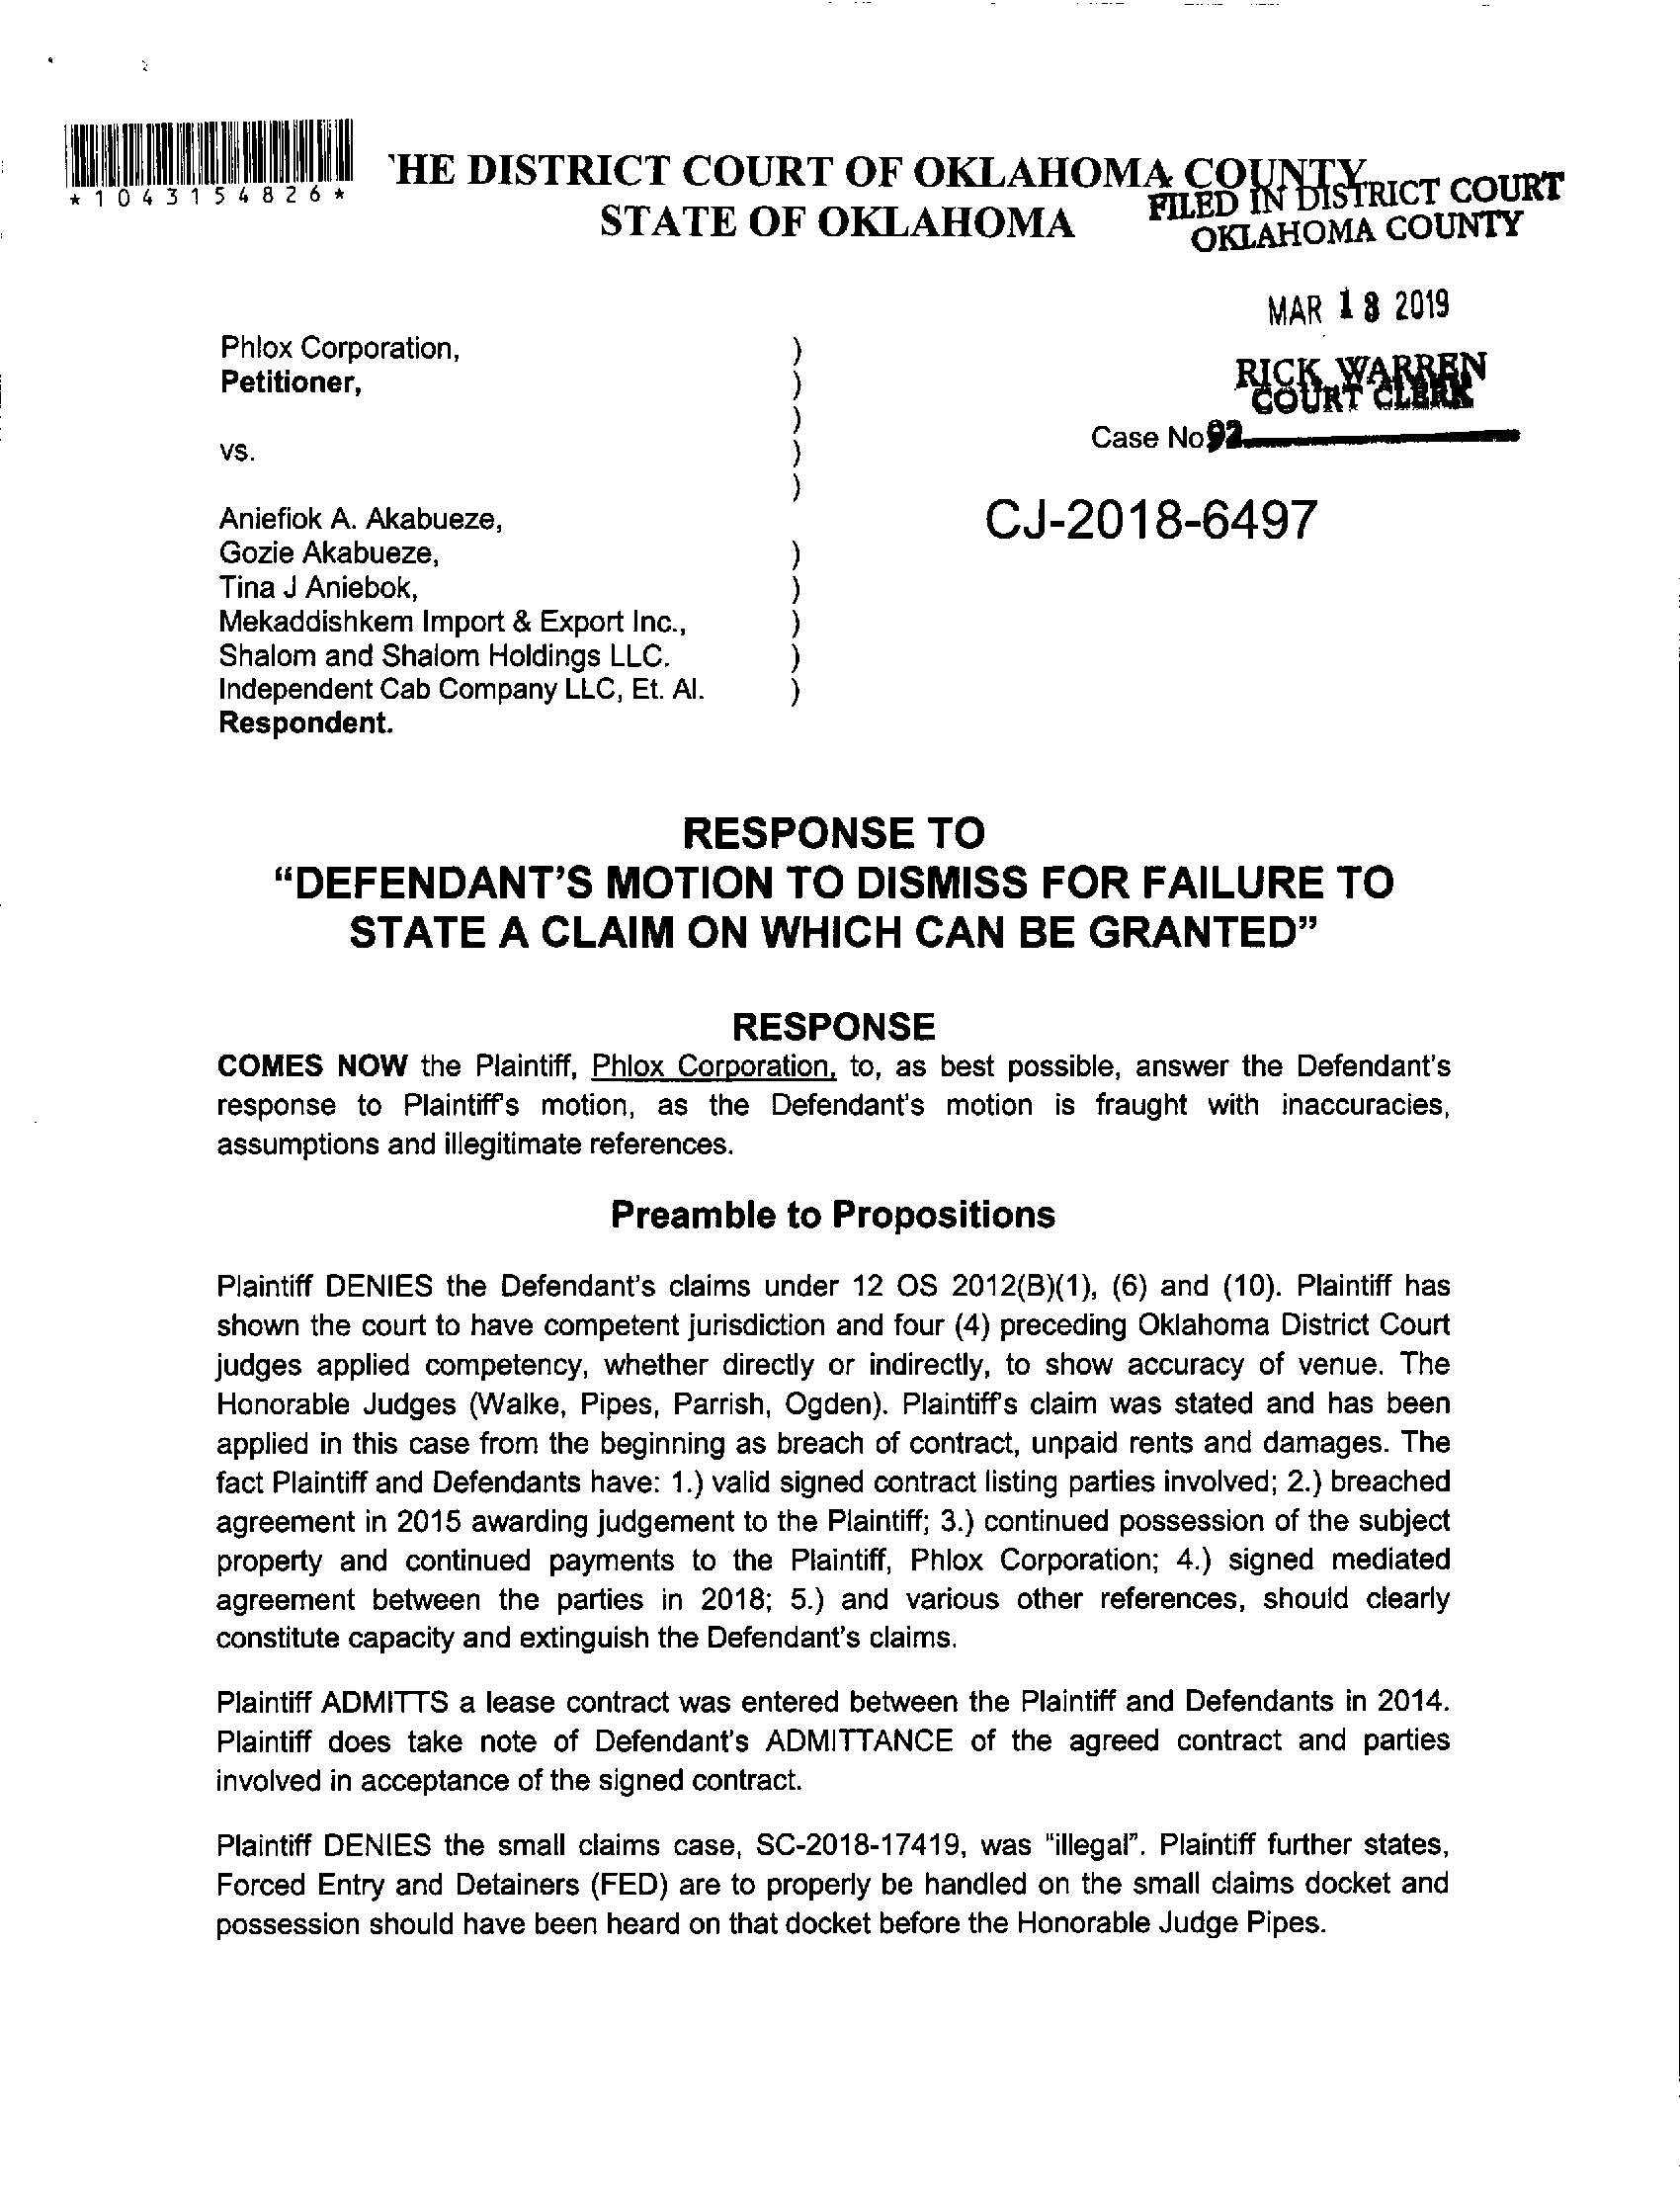 *1043154826*
'HE DISTRICT COURT OF OKLAHOMA COUNTY
STATE OF OKLAHOMA
FILED IN DISTRICT COURT
OKLAHOMA COUNTY
MAR 18 2019
RICK WARREN
COURT CLERK
Case No
92
CJ-2018-6497
Phlox Corporation, )
Petitioner, )
)
vs. )
)
Aniefiok A. Akabueze,
Gozie Akabueze, )
Tina J Aniebok, )
Mekaddishkem Import & Export Inc., )
Shalom and Shalom Holdings LLC. )
Independent Cab Company LLC, Et. Al. )
Respondent.
RESPONSE TO
“DEFENDANT’S MOTION TO DISMISS FOR FAILURE TO
STATE A CLAIM ON WHICH CAN BE GRANTED”
RESPONSE
COMES NOW the Plaintiff, Phlox Corporation, to, as best possible, answer the Defendant's
response to Plaintiff's motion, as the Defendant's motion is fraught with inaccuracies,
assumptions and illegitimate references.
Preamble to Propositions
Plaintiff DENIES the Defendant's claims under 12 OS 2012(B)(1), (6) and (10). Plaintiff has
shown the court to have competent jurisdiction and four (4) preceding Oklahoma District Court
judges applied competency, whether directly or indirectly, to show accuracy of venue. The
Honorable Judges (Walke, Pipes, Parrish, Ogden). Plaintiff's claim was stated and has been
applied in this case from the beginning as breach of contract, unpaid rents and damages. The
fact Plaintiff and Defendants have: 1.) valid signed contract listing parties involved; 2.) breached
agreement in 2015 awarding judgement to the Plaintiff; 3.) continued possession of the subject
property and continued payments to the Plaintiff, Phlox Corporation; 4.) signed mediated
agreement between the parties in 2018; 5.) and various other references, should clearly
constitute capacity and extinguish the Defendant's claims.
Plaintiff ADMITTS a lease contract was entered between the Plaintiff and Defendants in 2014.
Plaintiff does take note of Defendant's ADMITTANCE of the agreed contract and parties
involved in acceptance of the signed contract.
Plaintiff DENIES the small claims case, SC-2018-17419, was "illegal". Plaintiff further states,
Forced Entry and Detainers (FED) are to properly be handled on the small claims docket and
possession should have been heard on that docket before the Honorable Judge Pipes.